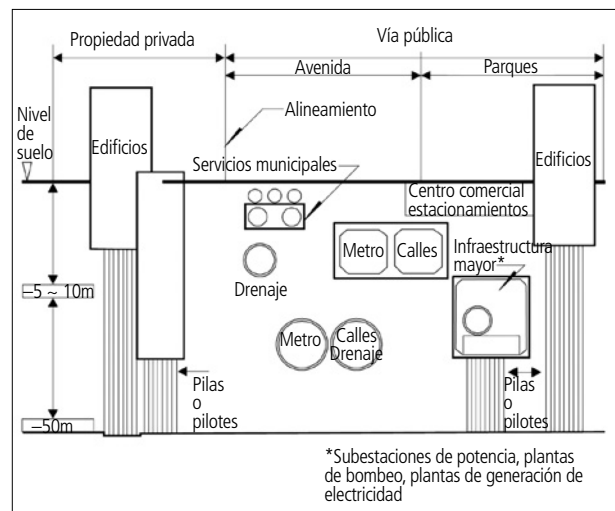 Propiedad privada
Vía pública
Avenida
Parques
Nivel
de
suelo
Alineamiento
Edificios
Servicios municipales
Edificios
Centro comercial
estacionamientos
Metro
Calles
Infraestructura
mayor*
Drenaje
−5 ~ 10m
Metro
Calles
Drenaje
Pilas
o
pilotes
Pilas
o
pilotes
−50m
*Subestaciones de potencia, plantas
de bombeo, plantas de generación de
electricidad